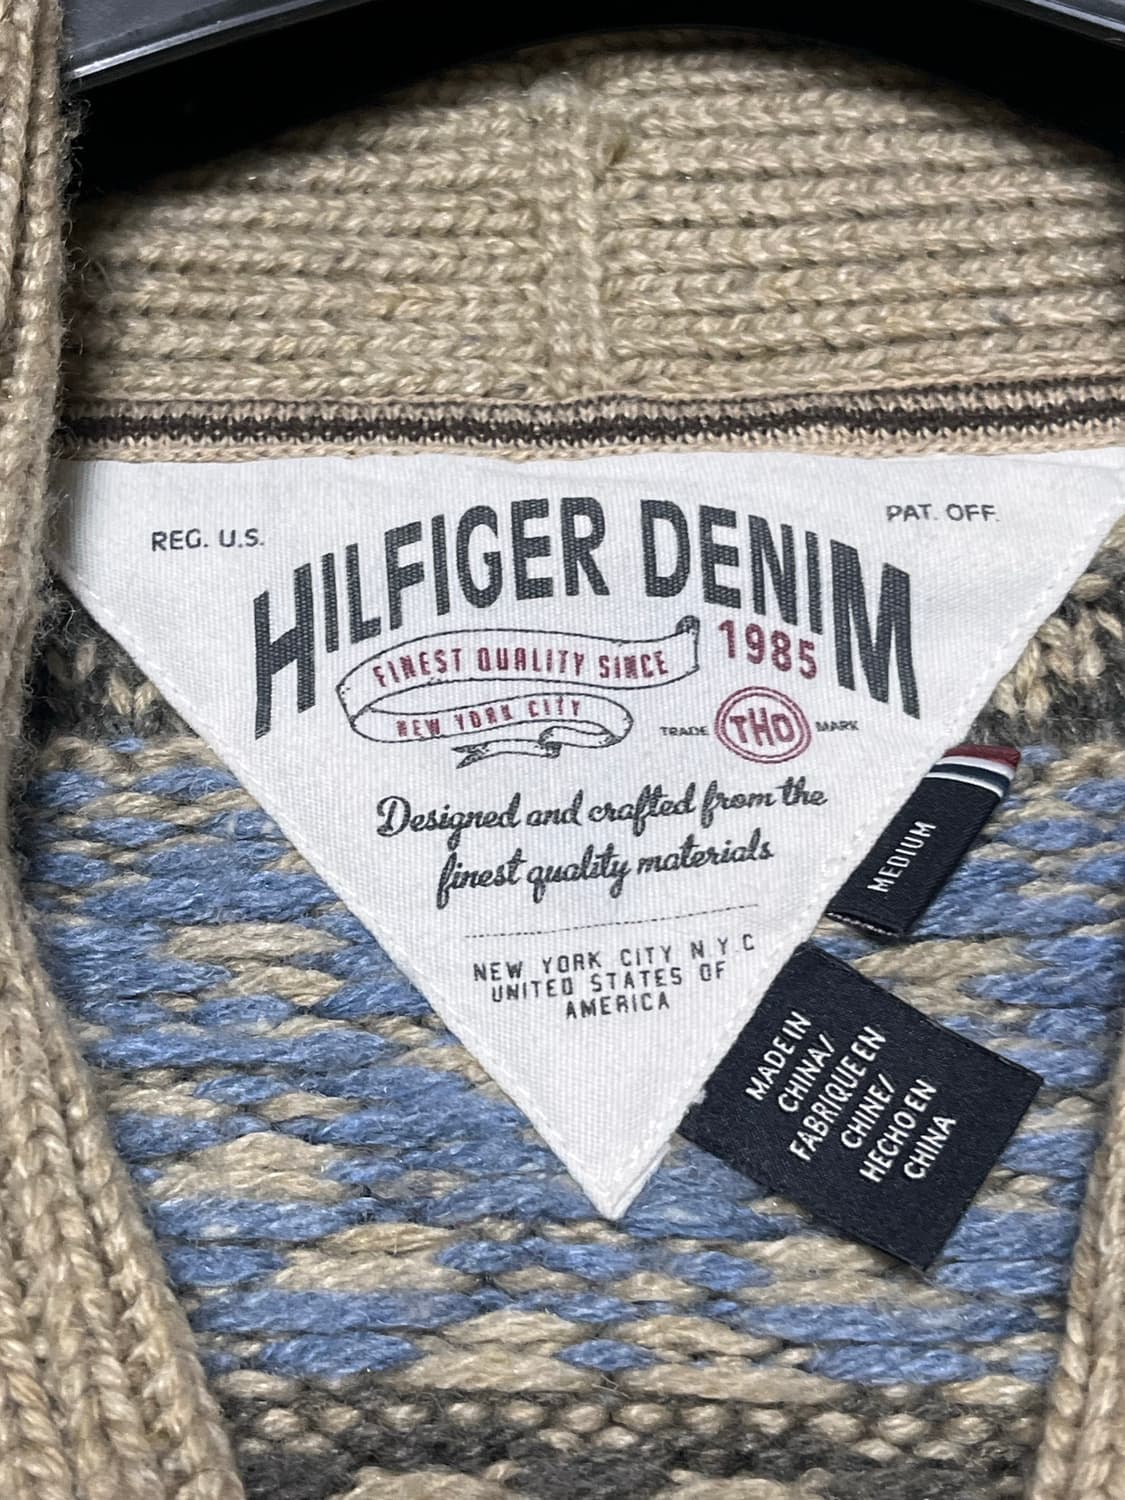 REG. U.S.
PAT. OFF.
HILFIGER DENIM
FINEST QUALITY SINCE
1985
NEW YORK CITY
TRADE THD MARK
Designed and crafted from the
finest quality materials
NEW YORK CITY N.Y.C
UNITED STATES OF
AMERICA
MEDIUM
MADE IN
CHINA/
FABRIQUE EN
CHINE/
HECHO EN
CHINA